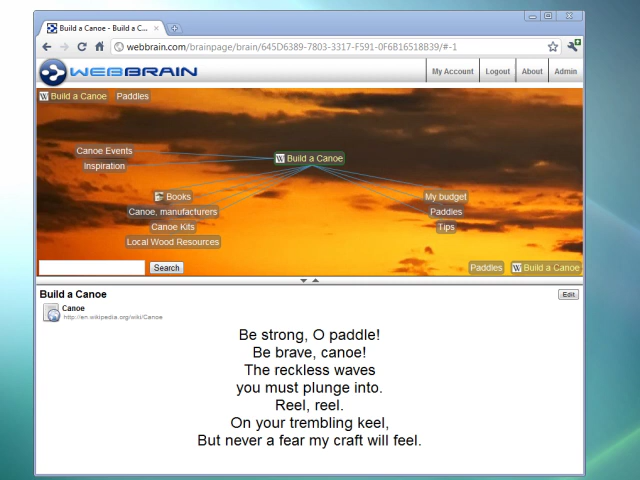 Build a Canoe - Build a C...
webbrain.com/brainpage/brain/645D6389-7803-3317-F591-0F6B16518B39/#-1
WEBBRAIN
My Account
Logout
About
Admin
W Build a Canoe
Paddles
Canoe Events
Inspiration
W Build a Canoe
Books
Canoe, manufacturers
Canoe Kits
Local Wood Resources
My budget
Paddles
Tips
Search
Paddles
W Build a Canoe
Build a Canoe
Edit
Canoe
http://en.wikipedia.org/wiki/Canoe
Be strong, O paddle!
Be brave, canoe!
The reckless waves
you must plunge into.
Reel, reel.
On your trembling keel,
But never a fear my craft will feel.